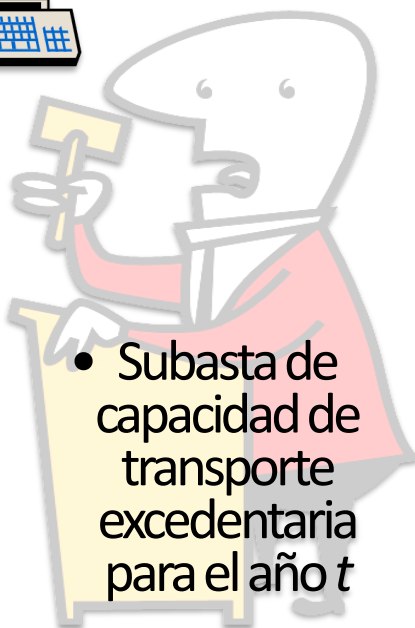 • Subasta de
capacidad de
transporte
excedentaria
para el año t